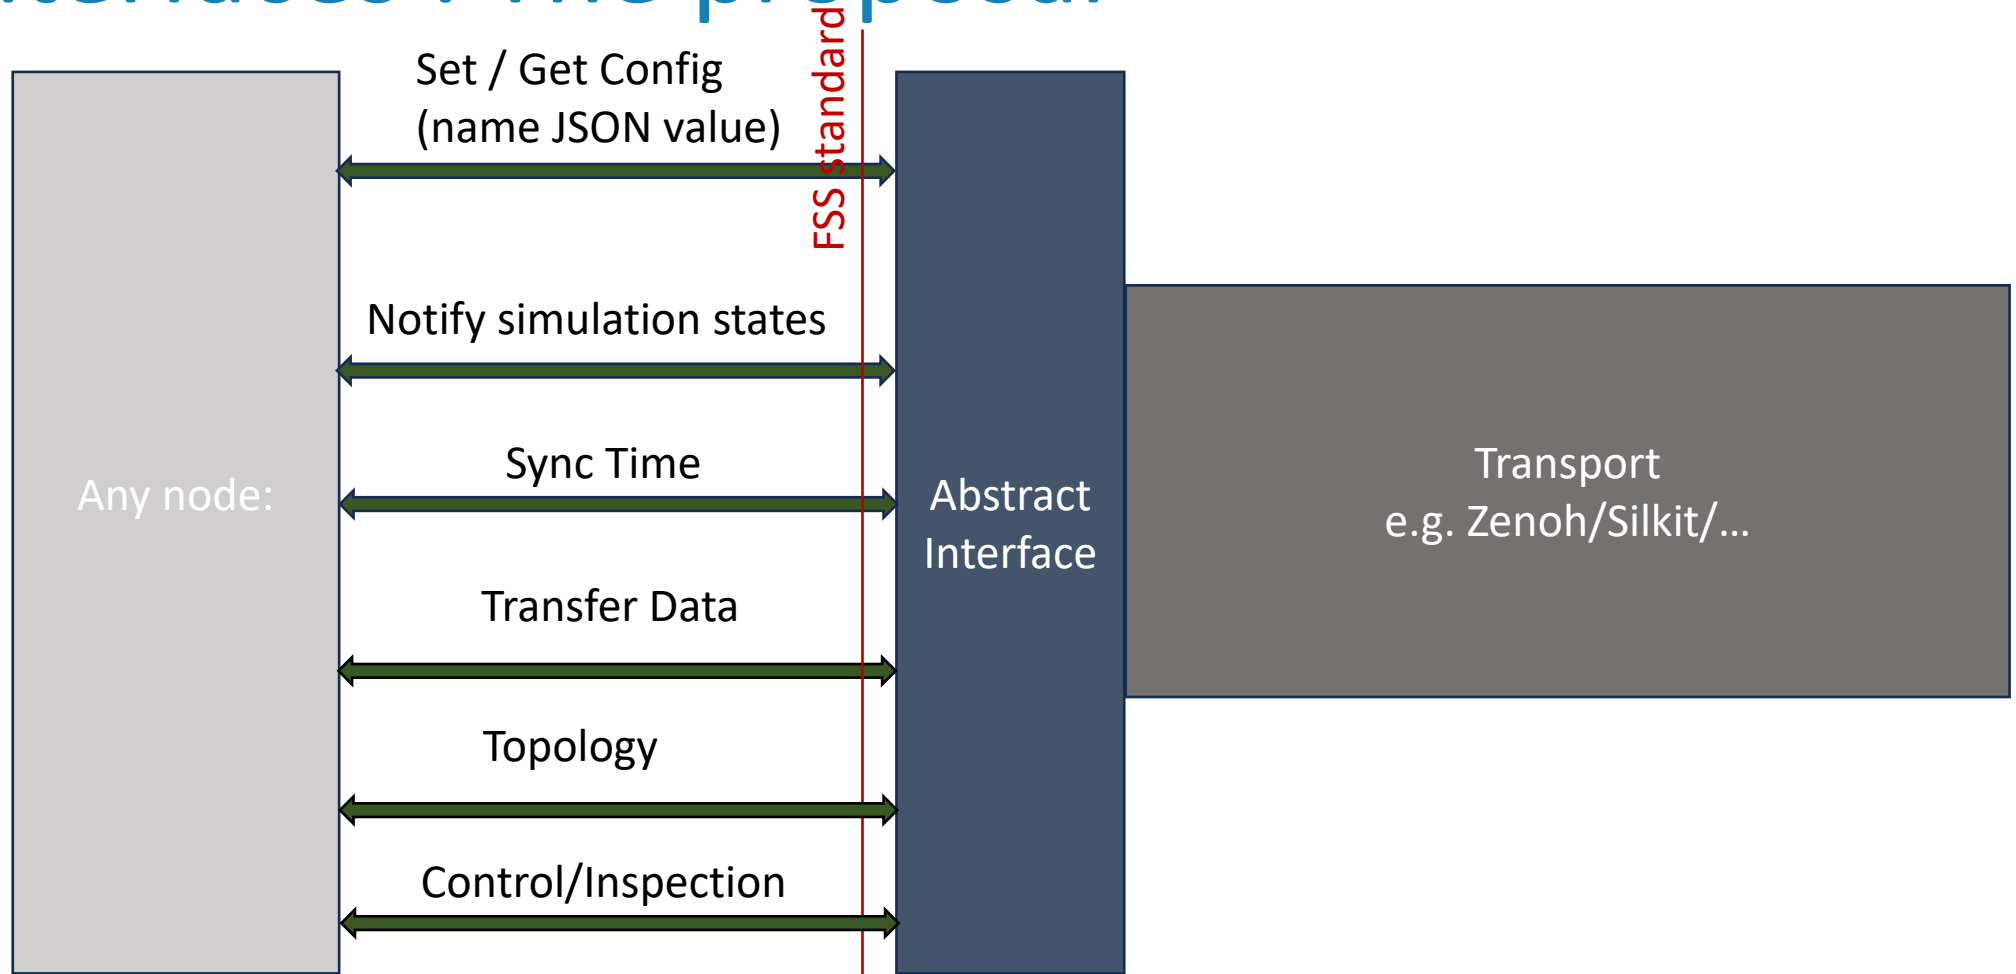 proposal
Set / Get Config
(name JSON value)
FSS standard
Notify simulation states
Sync Time
Any node:
Abstract
Interface
Transport
e.g. Zenoh/Silkit/...
Transfer Data
Topology
Control/Inspection